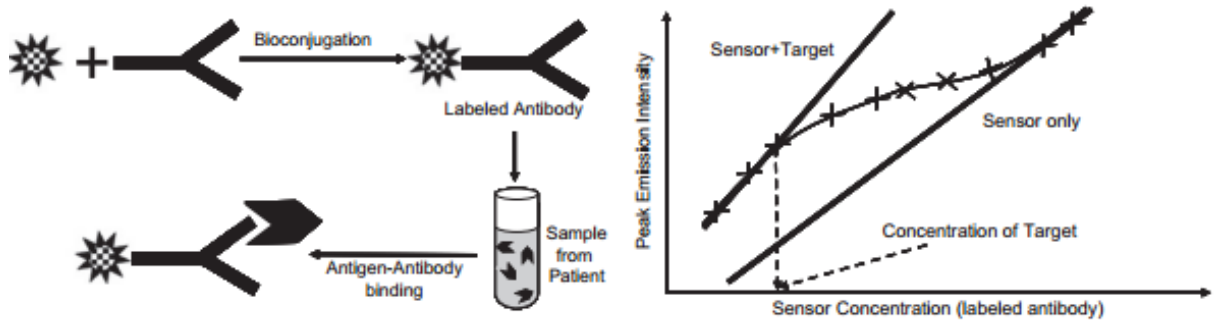 Bioconjugation
+
Labeled Antibody
Sample
from
Patient
Antigen-Antibody
binding
Peak Emission Intensity
Sensor+Target
Sensor only
Concentration of Target
Sensor Concentration (labeled antibody)